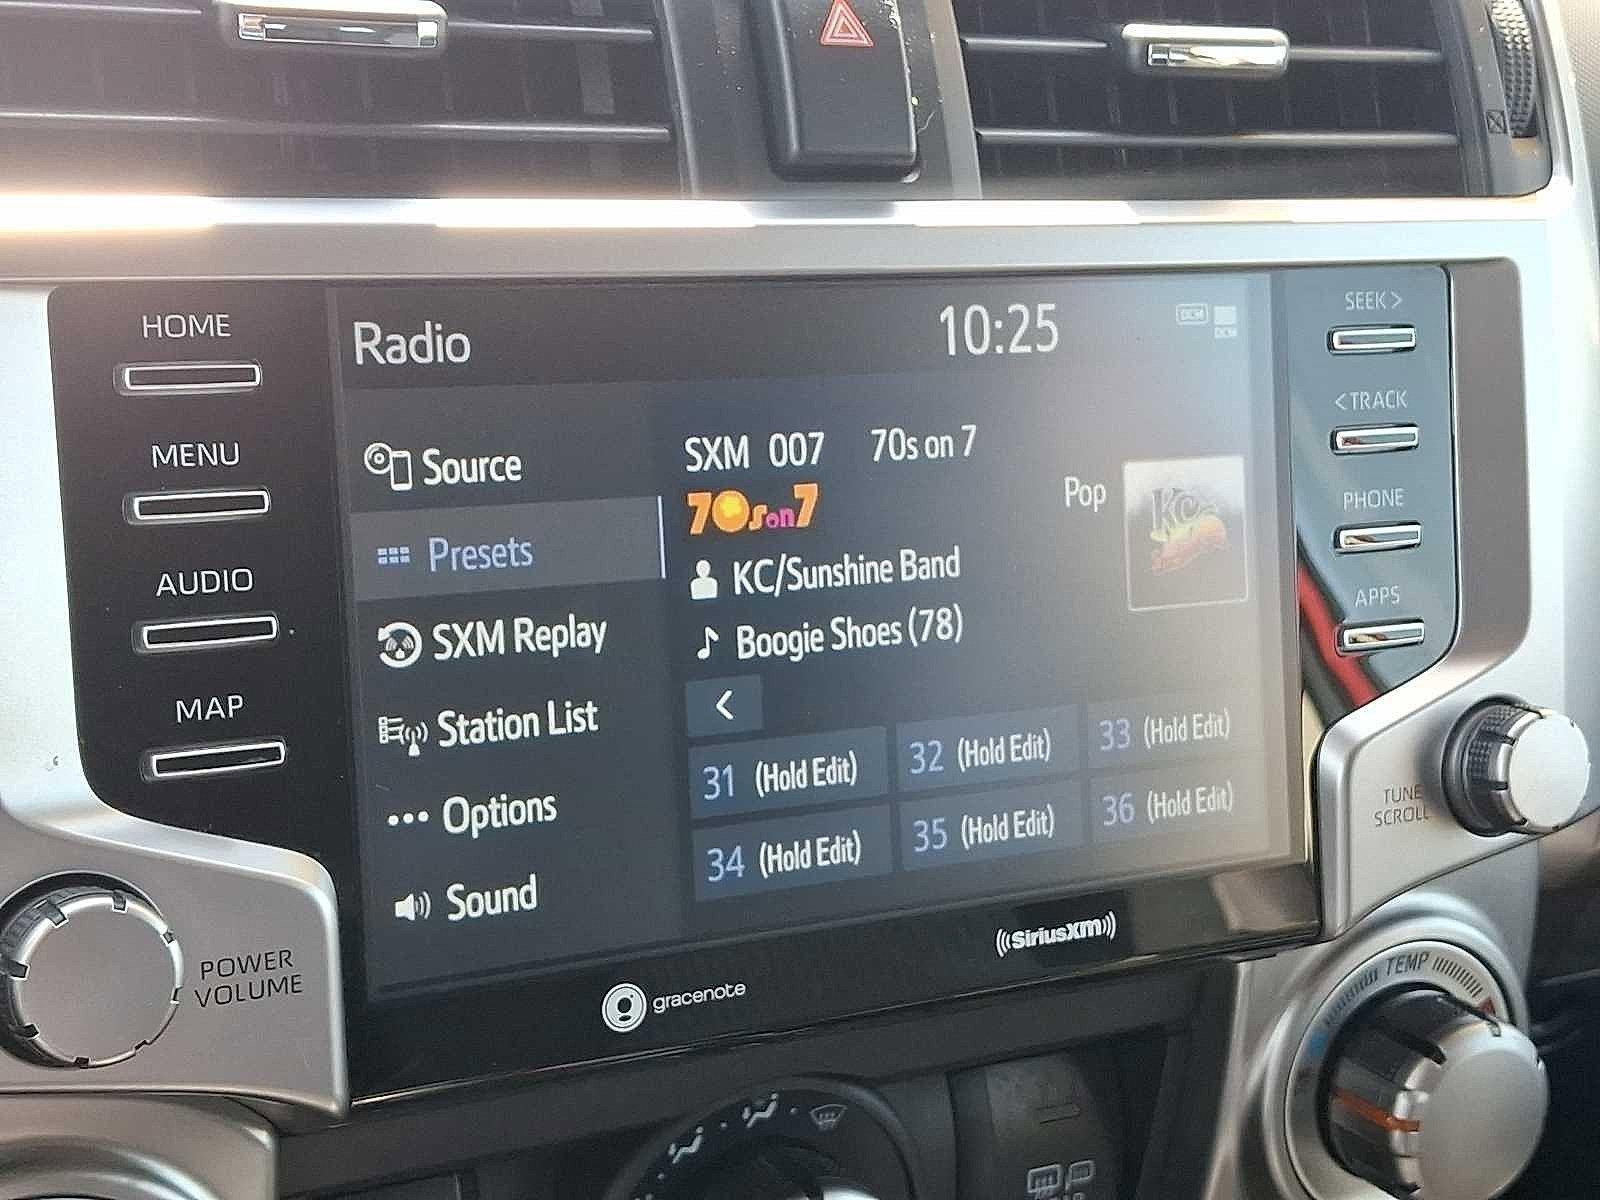 HOME
MENU
AUDIO
MAP
POWER
VOLUME
Radio
10:25
DCM
DCM
Source
Presets
SXM Replay
Station List
Options
Sound
SXM 007 70s on 7
70s on 7
Pop
KC
KC/Sunshine Band
Boogie Shoes (78)
<
31 (Hold Edit)
32 (Hold Edit)
33 (Hold Edit)
34 (Hold Edit)
35 (Hold Edit)
36 (Hold Edit)
gracenote
((SiriusXM))
SEEK >
< TRACK
PHONE
APPS
TUNE
SCROLL
TEMP